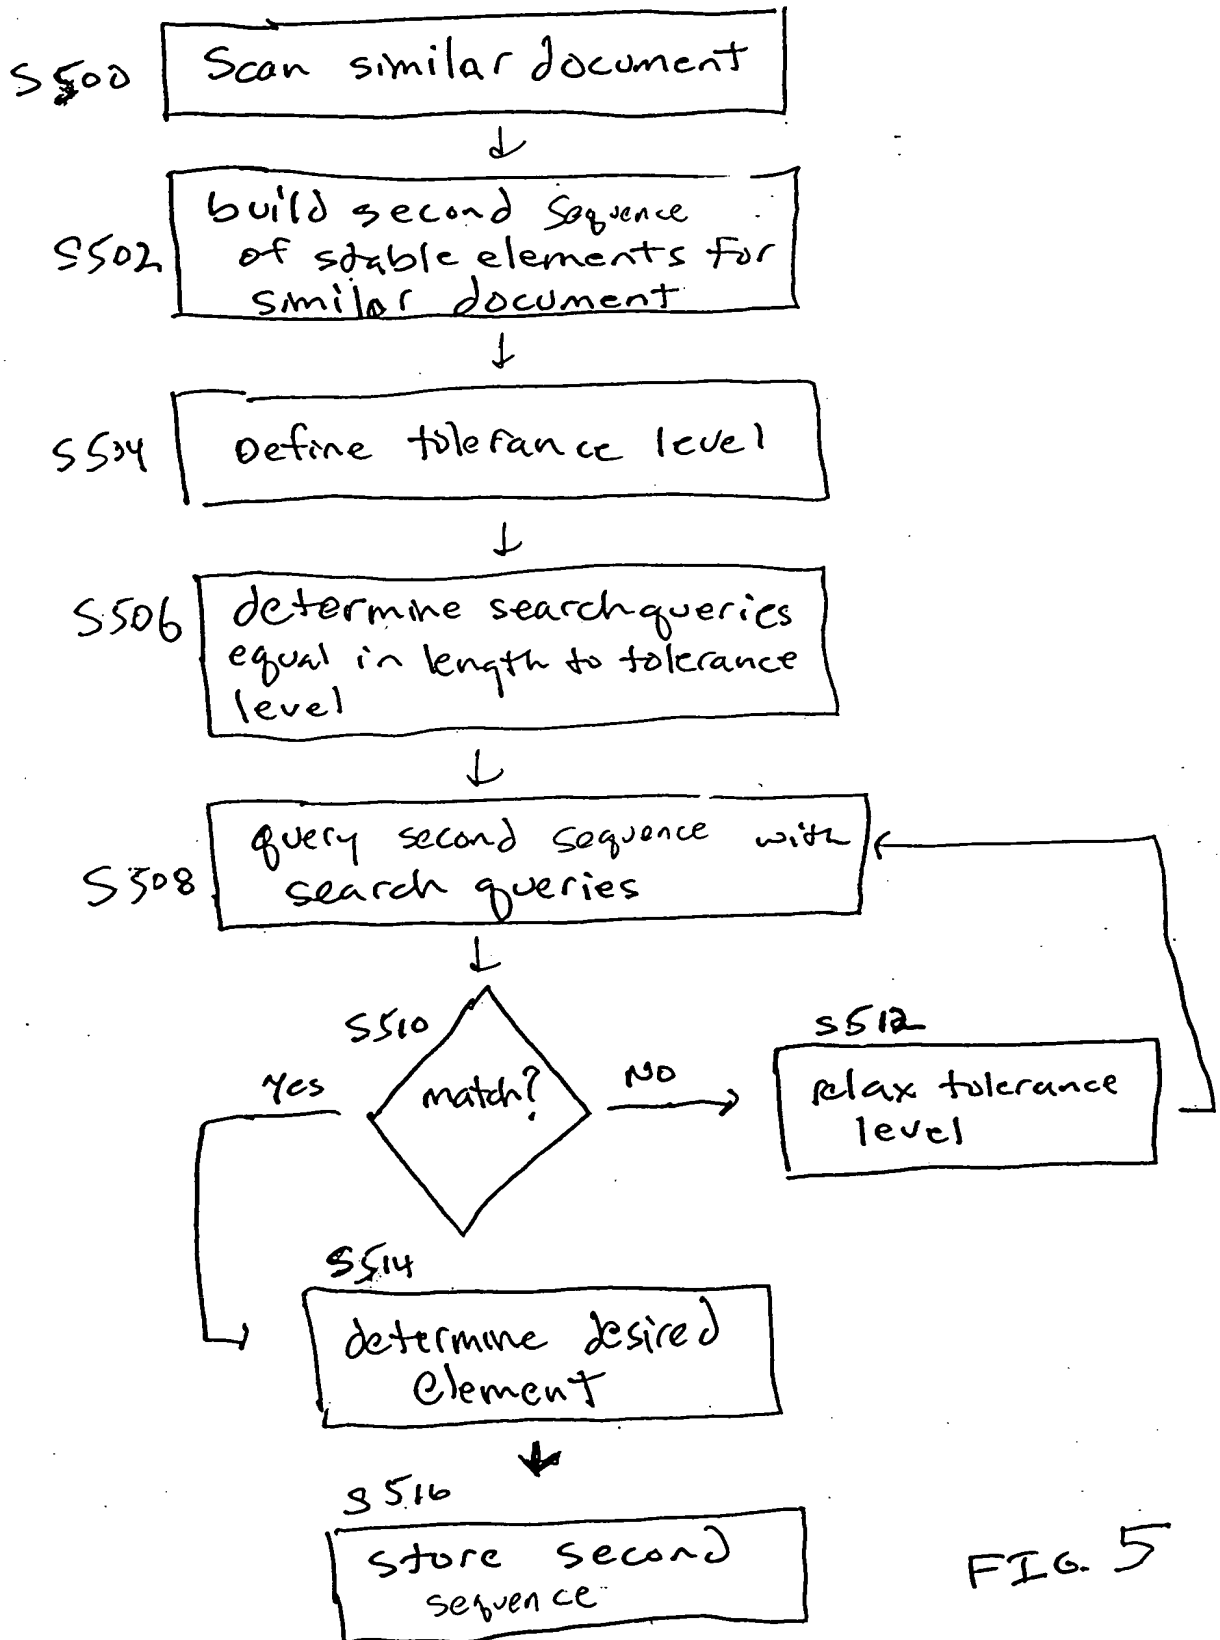 S500
Scan similar document
S502
build second sequence
of stable elements for
similar document
S504
Define tolerance level
S506
determine search queries
equal in length to tolerance
level
S508
query second sequence with
search queries
S510
match?
Yes
NO
S512
relax tolerance
level
S514
determine desired
element
S516
store second
sequence
FIG. 5